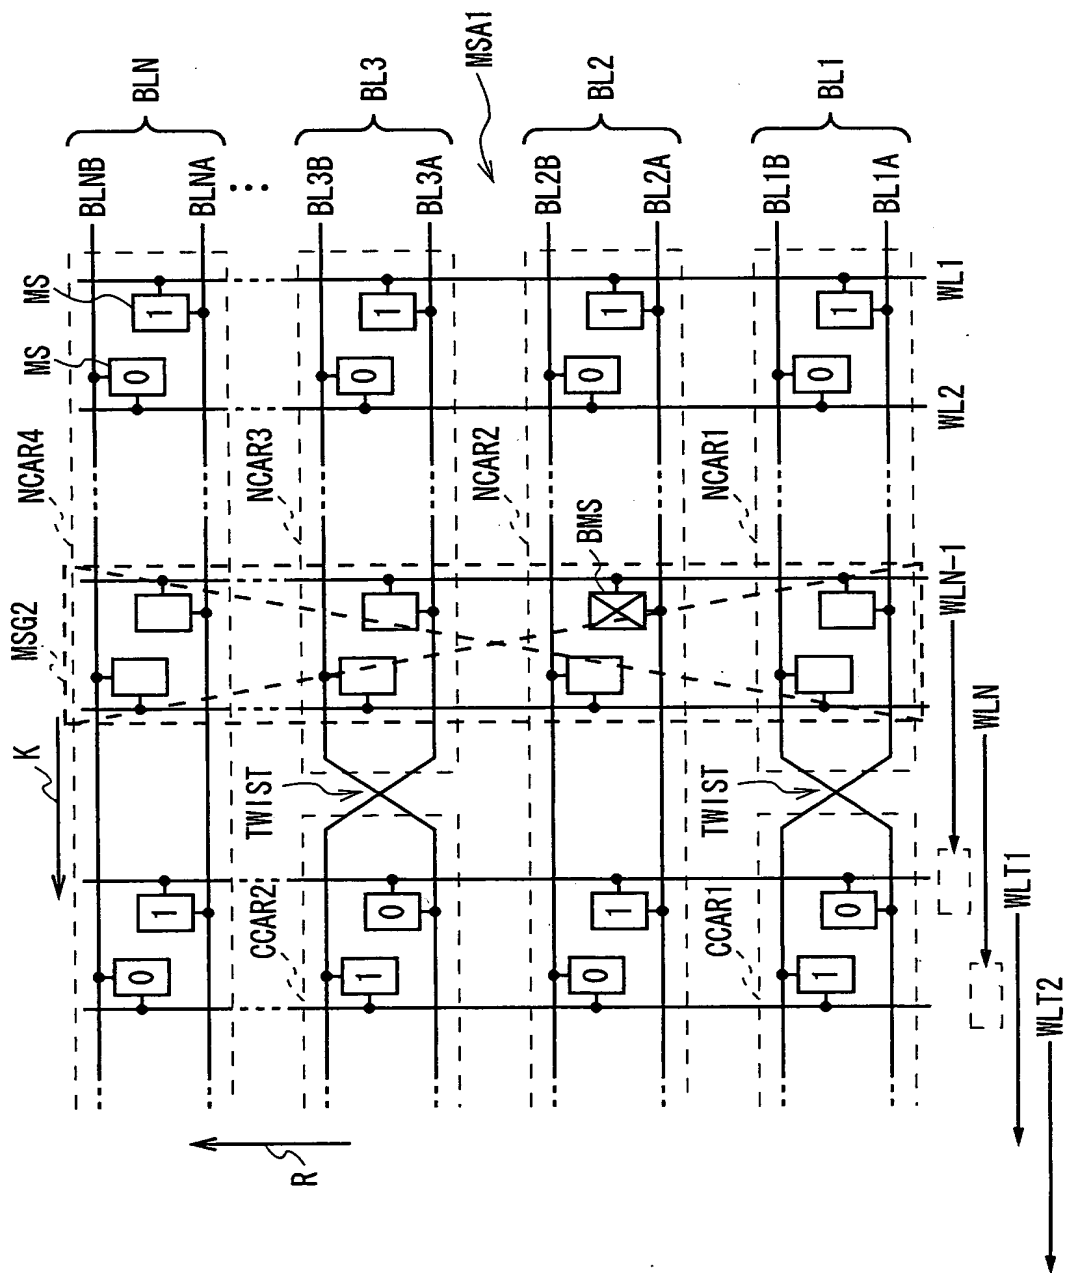 K
MSG2
NCAR4
MS
MS
BLNB
0
0
BLN
1
1
BLNA
CCAR2
TWIST
NCAR3
...
R
BL3B
1
0
BL3
0
1
BL3A
MSA1
NCAR2
BL2B
BMS
0
0
BL2
1
1
BL2A
CCAR1
TWIST
NCAR1
BL1B
1
0
BL1
0
1
BL1A
WLN-1
WL2
WL1
WLN
WLT1
WLT2